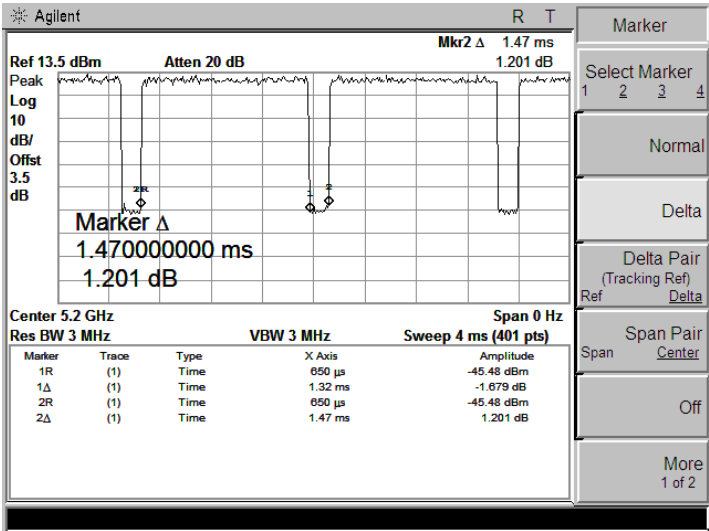 Agilent R T
Mkr2 Δ 1.47 ms
Ref 13.5 dBm Atten 20 dB 1.201 dB
Peak
Log
10
dB/
Offst
3.5
dB
2R
1
2
Marker Δ
1.470000000 ms
1.201 dB
Center 5.2 GHz Span 0 Hz
Res BW 3 MHz VBW 3 MHz Sweep 4 ms (401 pts)
Marker Trace Type X Axis Amplitude
1R (1) Time 650 µs -45.48 dBm
1Δ (1) Time 1.32 ms -1.679 dB
2R (1) Time 650 µs -45.48 dBm
2Δ (1) Time 1.47 ms 1.201 dB
Marker
Select Marker
1 2 3 4
Normal
Delta
Delta Pair
(Tracking Ref)
Ref Delta
Span Pair
Span Center
Off
More
1 of 2